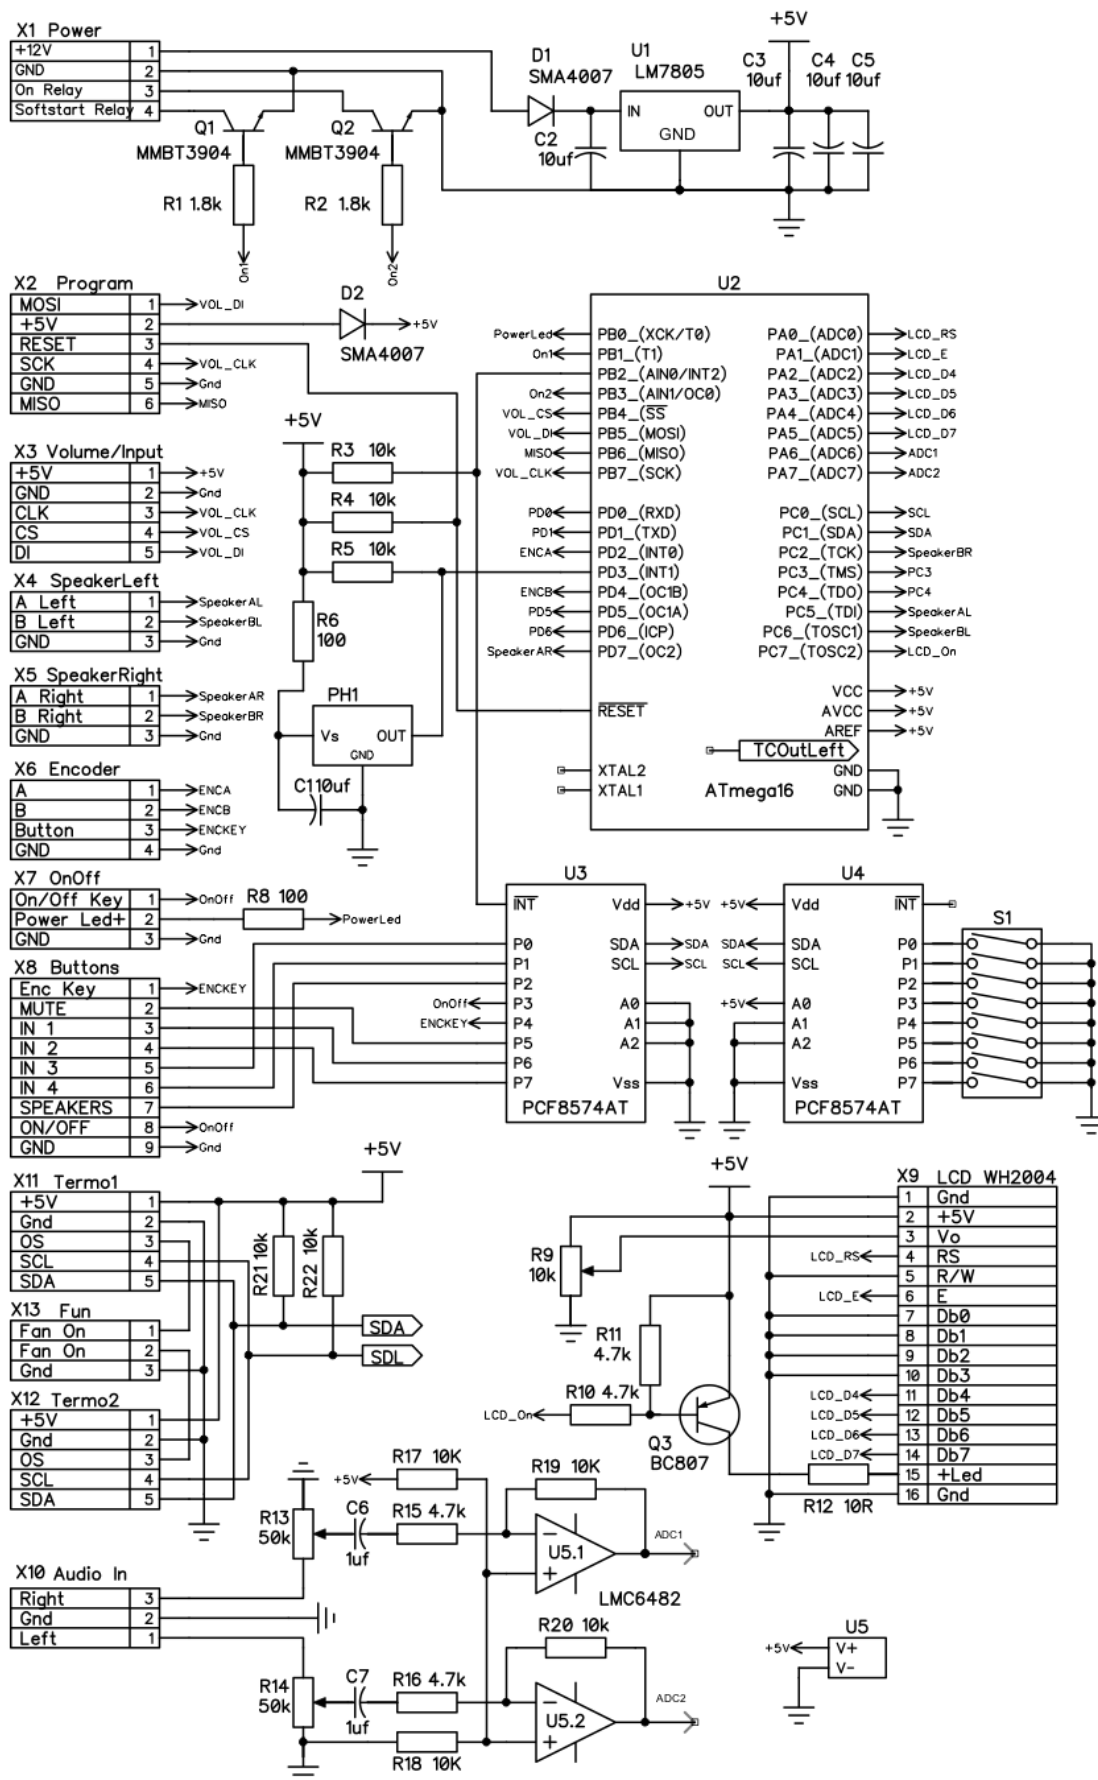 X1 Power
+12V 1
GND 2
On Relay 3
Softstart Relay 4
Q1
MMBT3904
Q2
MMBT3904
R1 1.8k
R2 1.8k
On1
On2
D1
SMA4007
U1
LM7805
IN OUT
GND
C2
10uf
+5V
C3
10uf
C4
10uf
C5
10uf
X2 Program
MOSI 1 VOL_DI
+5V 2
RESET 3
SCK 4 VOL_CLK
GND 5 Gnd
MISO 6 MISO
D2
+5V
SMA4007
X3 Volume/Input
+5V 1 +5V
GND 2 Gnd
CLK 3 VOL_CLK
CS 4 VOL_CS
DI 5 VOL_DI
X4 SpeakerLeft
A Left 1 SpeakerAL
B Left 2 SpeakerBL
GND 3 Gnd
X5 SpeakerRight
A Right 1 SpeakerAR
B Right 2 SpeakerBR
GND 3 Gnd
X6 Encoder
A 1 ENCA
B 2 ENCB
Button 3 ENCKEY
GND 4 Gnd
X7 OnOff
On/Off Key 1 OnOff
Power Led+ 2
GND 3 Gnd
R8 100
PowerLed
X8 Buttons
Enc Key 1 ENCKEY
MUTE 2
IN 1 3
IN 2 4
IN 3 5
IN 4 6
SPEAKERS 7
ON/OFF 8 OnOff
GND 9 Gnd
+5V
R3 10k
R4 10k
R5 10k
R6
100
PH1
Vs OUT
GND
C1 10uf
U2
PowerLed PB0_(XCK/T0) PA0_(ADC0) LCD_RS
On1 PB1_(T1) PA1_(ADC1) LCD_E
PB2_(AIN0/INT2) PA2_(ADC2) LCD_D4
On2 PB3_(AIN1/OC0) PA3_(ADC3) LCD_D5
VOL_CS PB4_(SS) PA4_(ADC4) LCD_D6
VOL_DI PB5_(MOSI) PA5_(ADC5) LCD_D7
MISO PB6_(MISO) PA6_(ADC6) ADC1
VOL_CLK PB7_(SCK) PA7_(ADC7) ADC2
PD0 PD0_(RXD) PC0_(SCL) SCL
PD1 PD1_(TXD) PC1_(SDA) SDA
ENCA PD2_(INT0) PC2_(TCK) SpeakerBR
PD3_(INT1) PC3_(TMS) PC3
ENCB PD4_(OC1B) PC4_(TDO) PC4
PD5 PD5_(OC1A) PC5_(TDI) SpeakerAL
PD6 PD6_(ICP) PC6_(TOSC1) SpeakerBL
SpeakerAR PD7_(OC2) PC7_(TOSC2) LCD_On
VCC +5V
RESET AVCC +5V
AREF +5V
TCOutLeft
XTAL2 GND
XTAL1 ATmega16 GND
U3
INT Vdd +5V
P0 SDA SDA
P1 SCL SCL
P2
OnOff P3 A0
ENCKEY P4 A1
P5 A2
P6
P7 Vss
PCF8574AT
U4
+5V Vdd INT
SDA SDA P0
SCL SCL P1
P2
+5V A0 P3
A1 P4
A2 P5
P6
Vss P7
PCF8574AT
S1
X11 Termo1
+5V 1
Gnd 2
OS 3
SCL 4
SDA 5
+5V
R21 10k
R22 10k
SDA
SDL
X13 Fun
Fan On 1
Fan On 2
Gnd 3
X12 Termo2
+5V 1
Gnd 2
OS 3
SCL 4
SDA 5
+5V
R9
10k
R11
4.7k
R10 4.7k
LCD_On
Q3
BC807
R12 10R
X9 LCD WH2004
1 Gnd
2 +5V
3 Vo
LCD_RS 4 RS
5 R/W
LCD_E 6 E
7 Db0
8 Db1
9 Db2
10 Db3
LCD_D4 11 Db4
LCD_D5 12 Db5
LCD_D6 13 Db6
LCD_D7 14 Db7
15 +Led
16 Gnd
X10 Audio In
Right 3
Gnd 2
Left 1
R13
50k
C6
1uf
+5V
R17 10K
R15 4.7k
R19 10K
U5.1
ADC1
LMC6482
R14
50k
C7
1uf
R16 4.7k
R18 10K
R20 10k
U5.2
ADC2
U5
+5V V+
V-